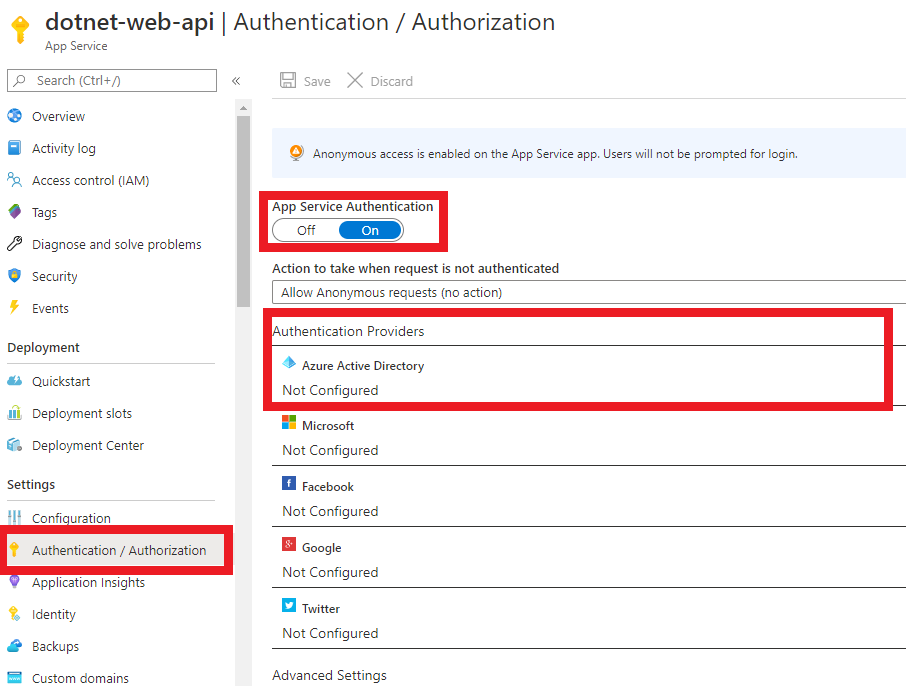 dotnet-web-api | Authentication / Authorization
App Service
Search (Ctrl+/)
«
Overview
Activity log
Access control (IAM)
Tags
Diagnose and solve problems
Security
Events
Deployment
Quickstart
Deployment slots
Deployment Center
Settings
Configuration
Authentication / Authorization
Application Insights
Identity
Backups
Custom domains
Save Discard
Anonymous access is enabled on the App Service app. Users will not be prompted for login.
App Service Authentication
Off On
Action to take when request is not authenticated
Allow Anonymous requests (no action)
Authentication Providers
Azure Active Directory
Not Configured
Microsoft
Not Configured
Facebook
Not Configured
Google
Not Configured
Twitter
Not Configured
Advanced Settings